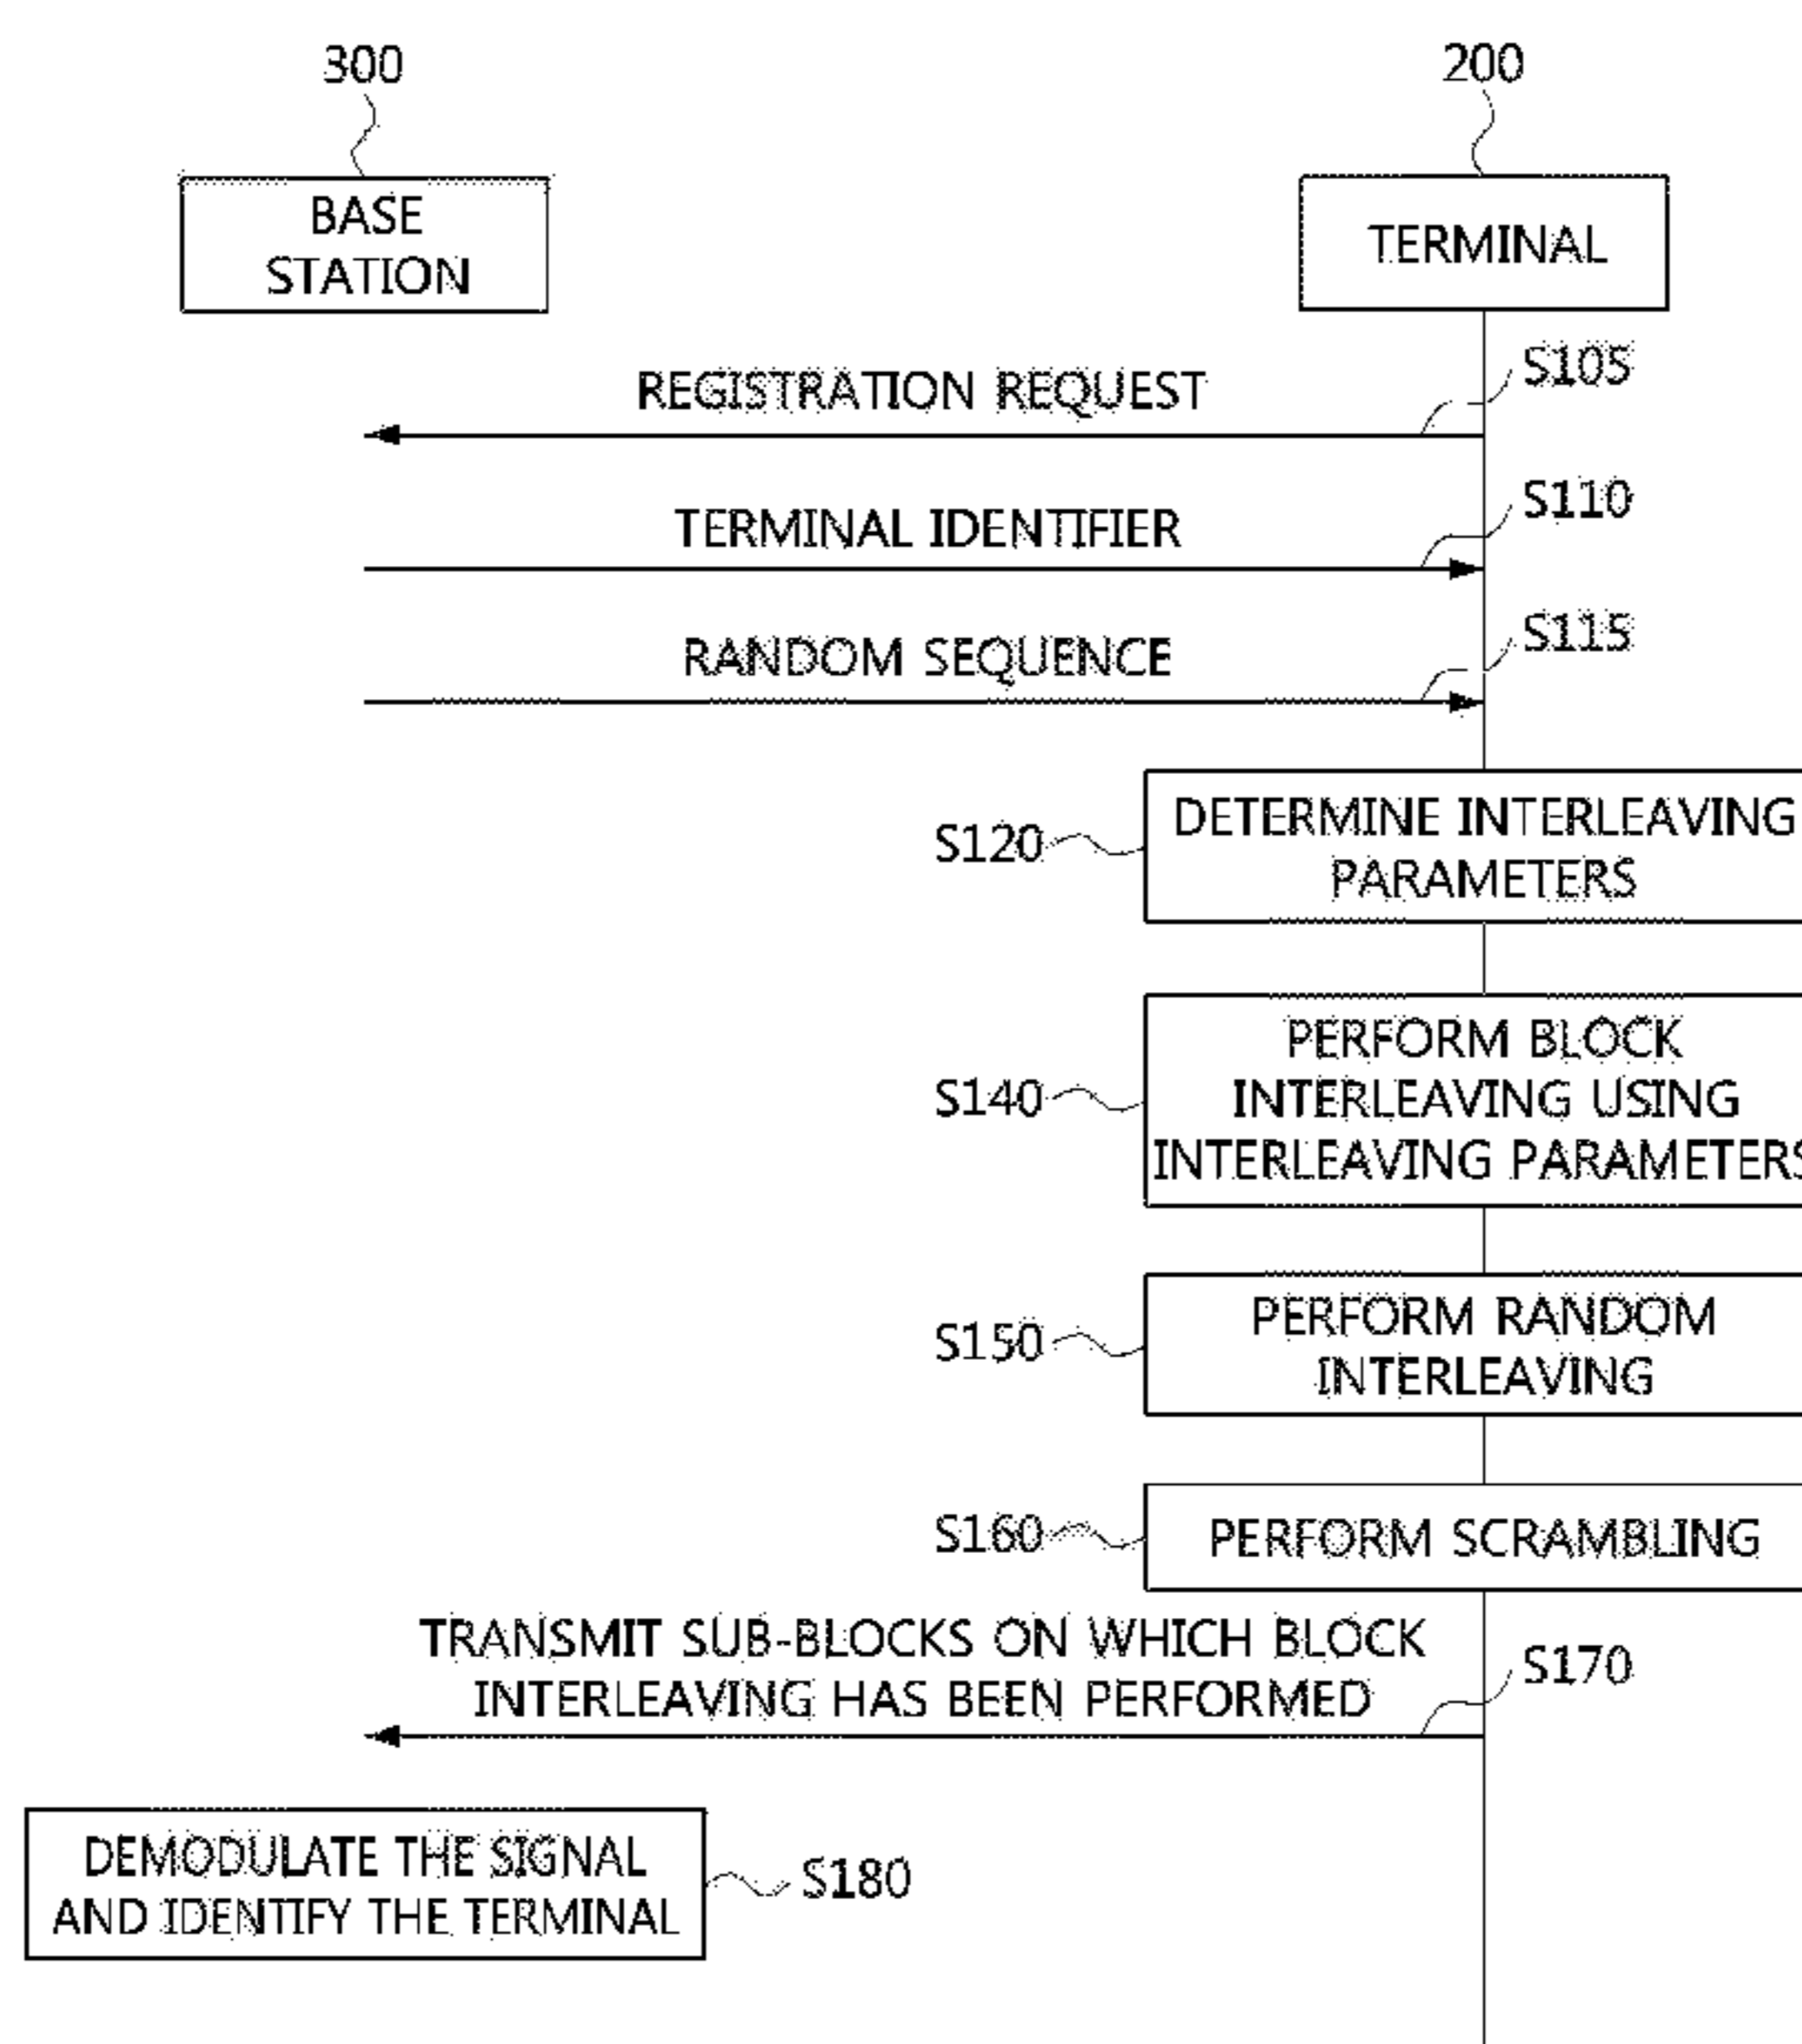 300
200
BASE
STATION
TERMINAL
S105
REGISTRATION REQUEST
S110
TERMINAL IDENTIFIER
S115
RANDOM SEQUENCE
DETERMINE INTERLEAVING
PARAMETERS
S120
PERFORM BLOCK
INTERLEAVING USING
INTERLEAVING PARAMETERS
S140
PERFORM RANDOM
INTERLEAVING
S150
S160
PERFORM SCRAMBLING
TRANSMIT SUB-BLOCKS ON WHICH BLOCK
INTERLEAVING HAS BEEN PERFORMED
S170
DEMODULATE THE SIGNAL
AND IDENTIFY THE TERMINAL
S180